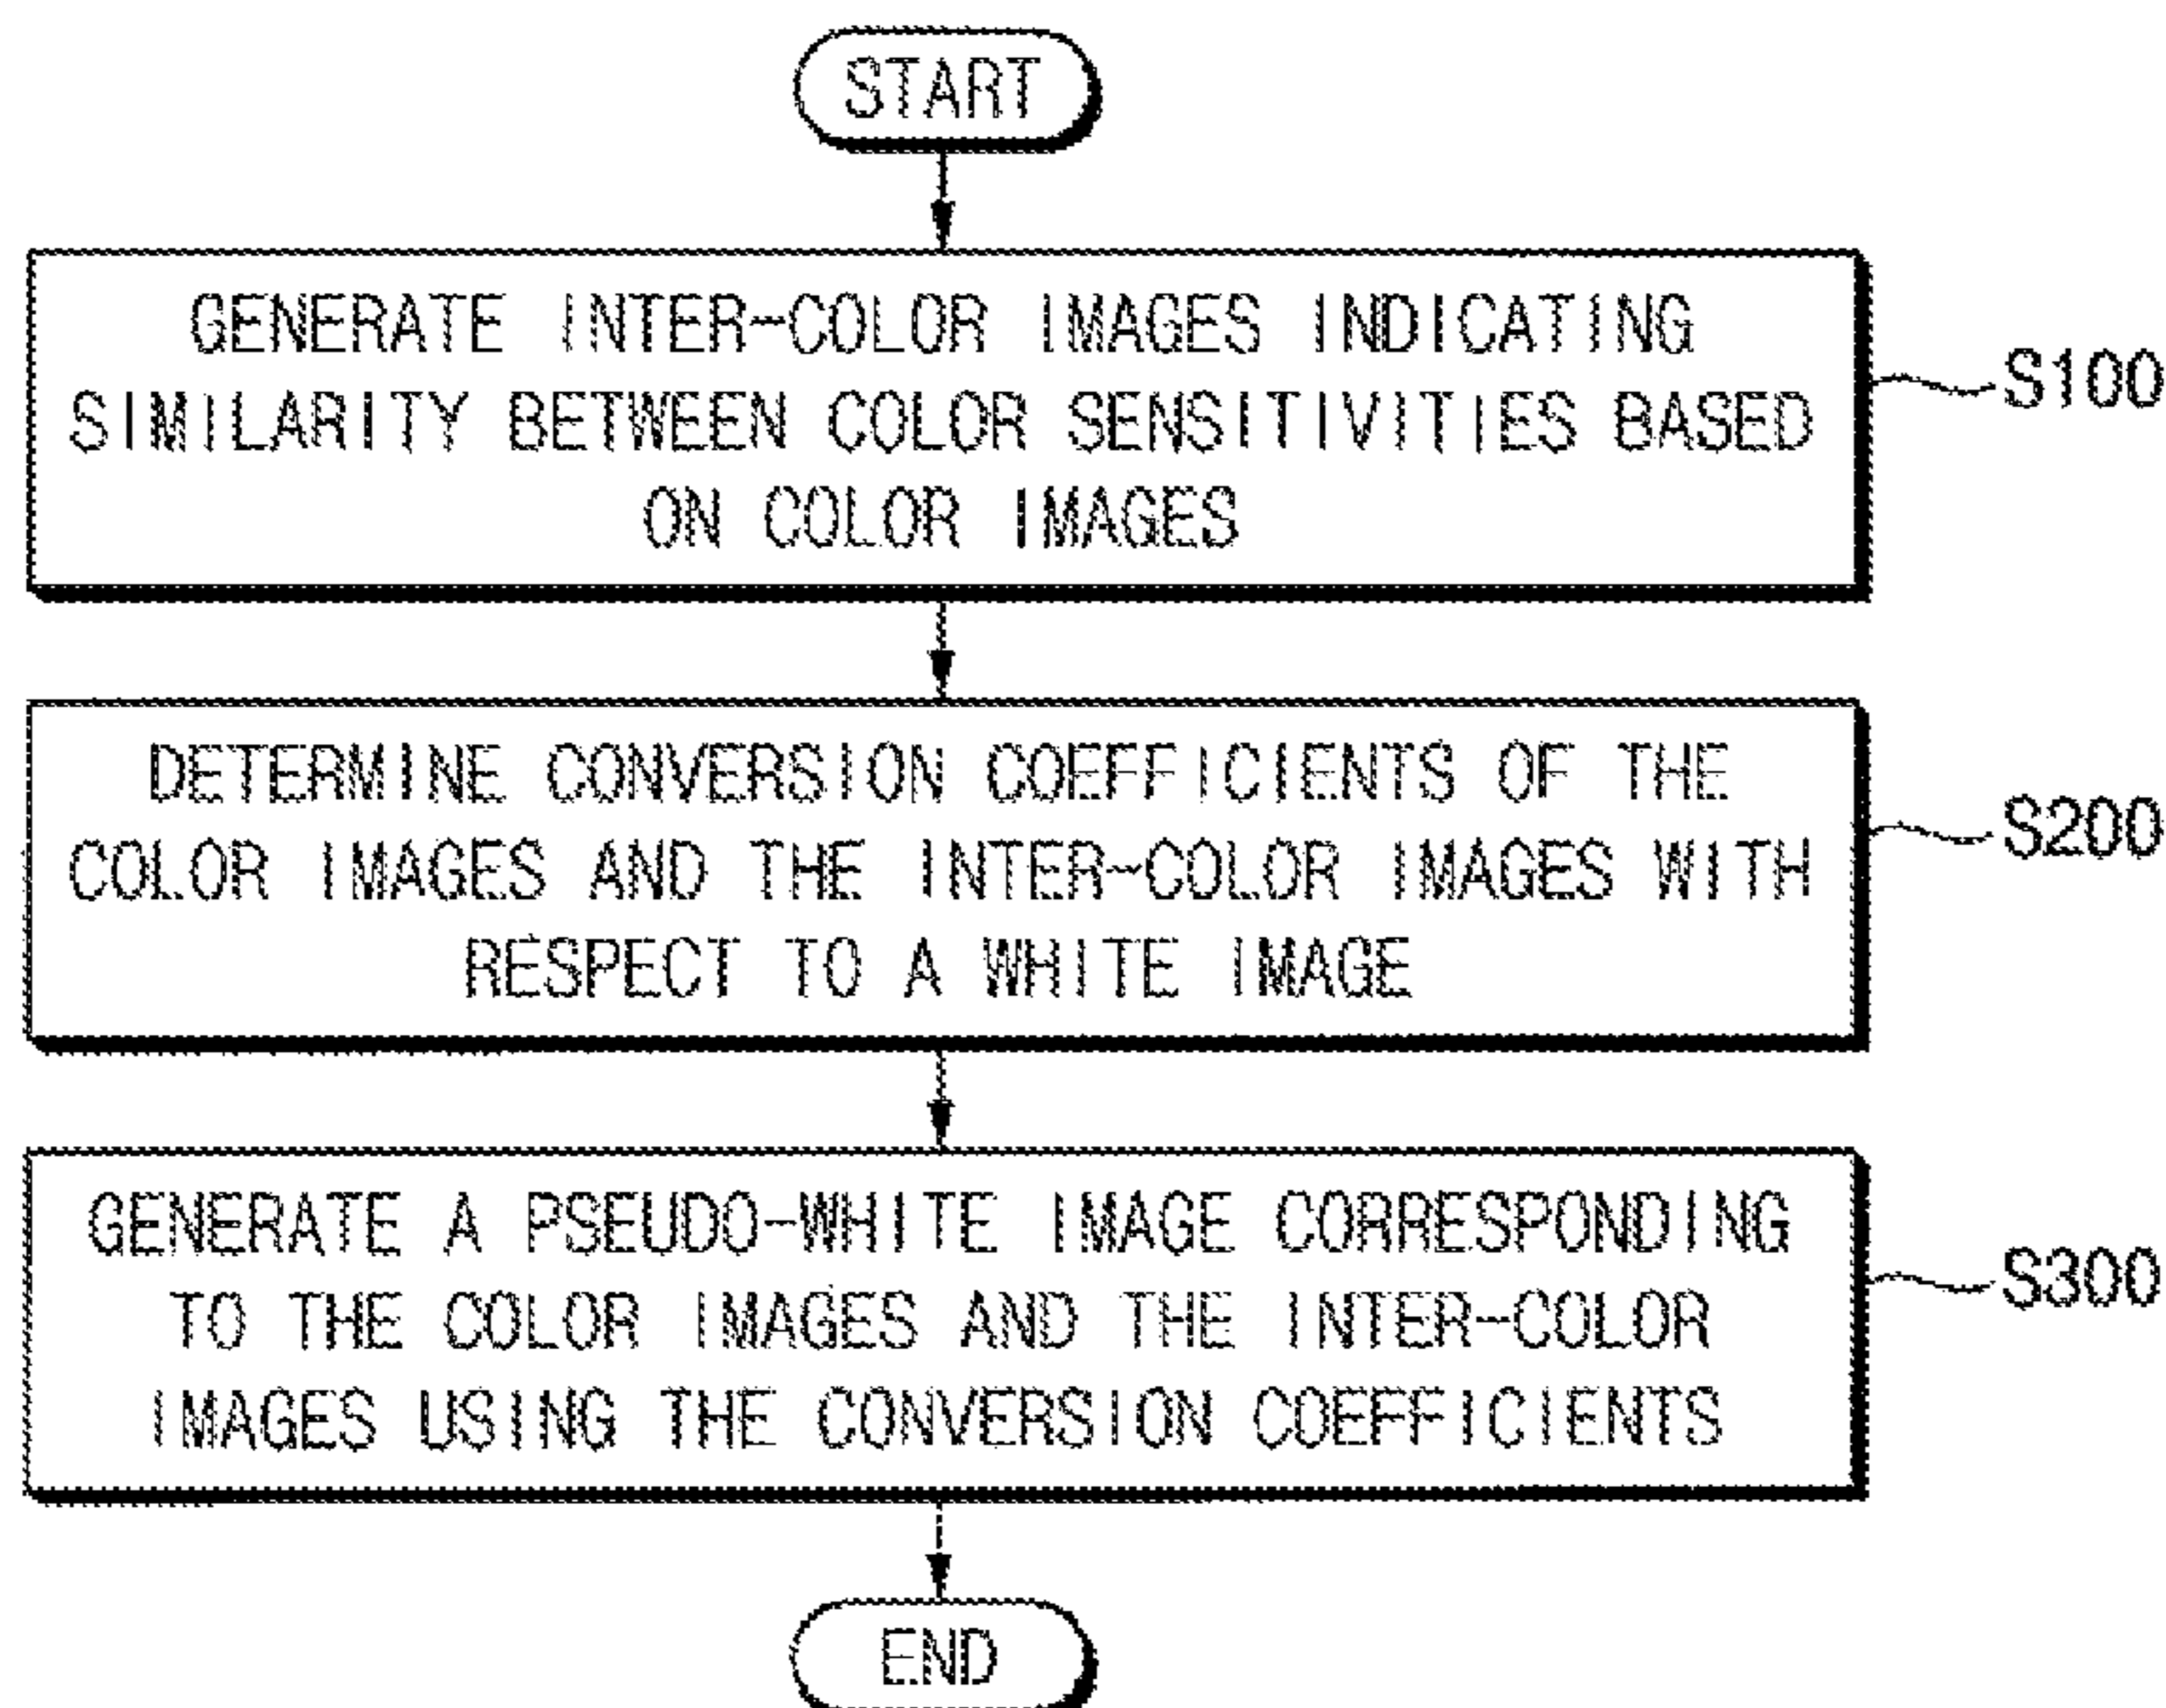 START
GENERATE INTER-COLOR IMAGES INDICATING
SIMILARITY BETWEEN COLOR SENSITIVITIES BASED
ON COLOR IMAGES
S100
DETERMINE CONVERSION COEFFICIENTS OF THE
COLOR IMAGES AND THE INTER-COLOR IMAGES WITH
RESPECT TO A WHITE IMAGE
S200
GENERATE A PSEUDO-WHITE IMAGE CORRESPONDING
TO THE COLOR IMAGES AND THE INTER-COLOR
IMAGES USING THE CONVERSION COEFFICIENTS
S300
END